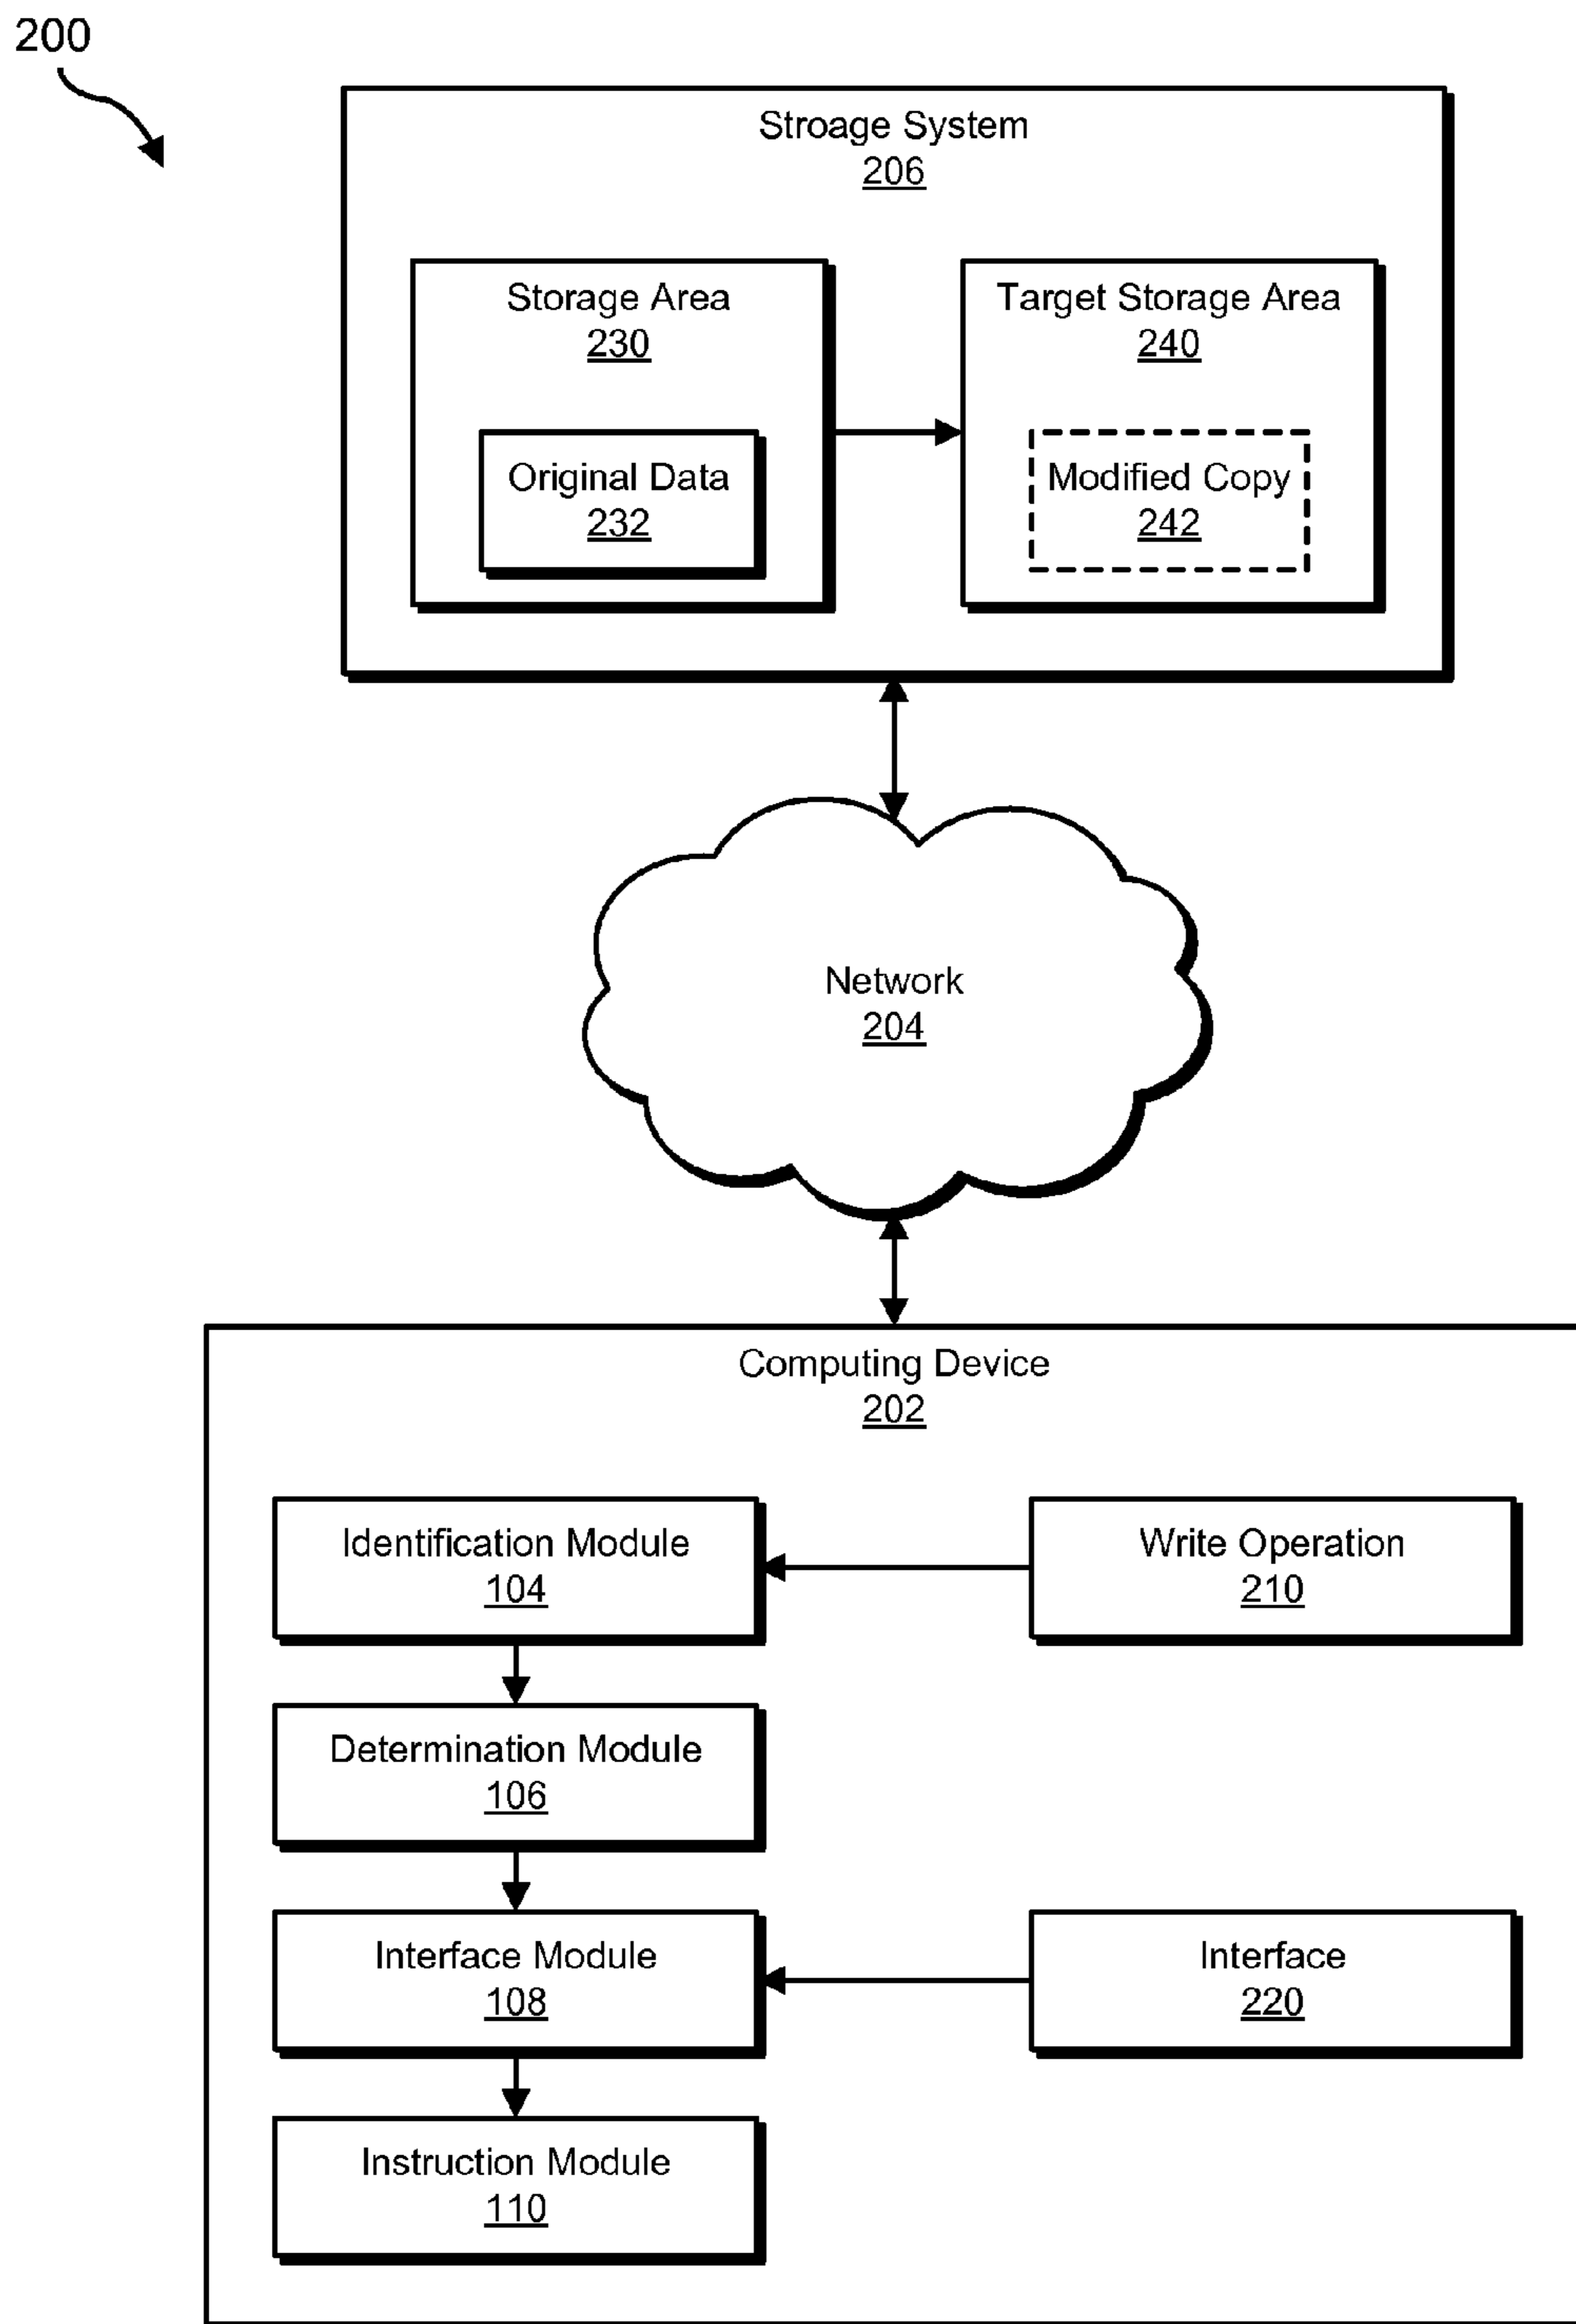 200
Stroage System
206
Storage Area
230
Target Storage Area
240
Original Data
232
Modified Copy
242
Network
204
Computing Device
202
Identification Module
104
Write Operation
210
Determination Module
106
Interface Module
108
Interface
220
Instruction Module
110